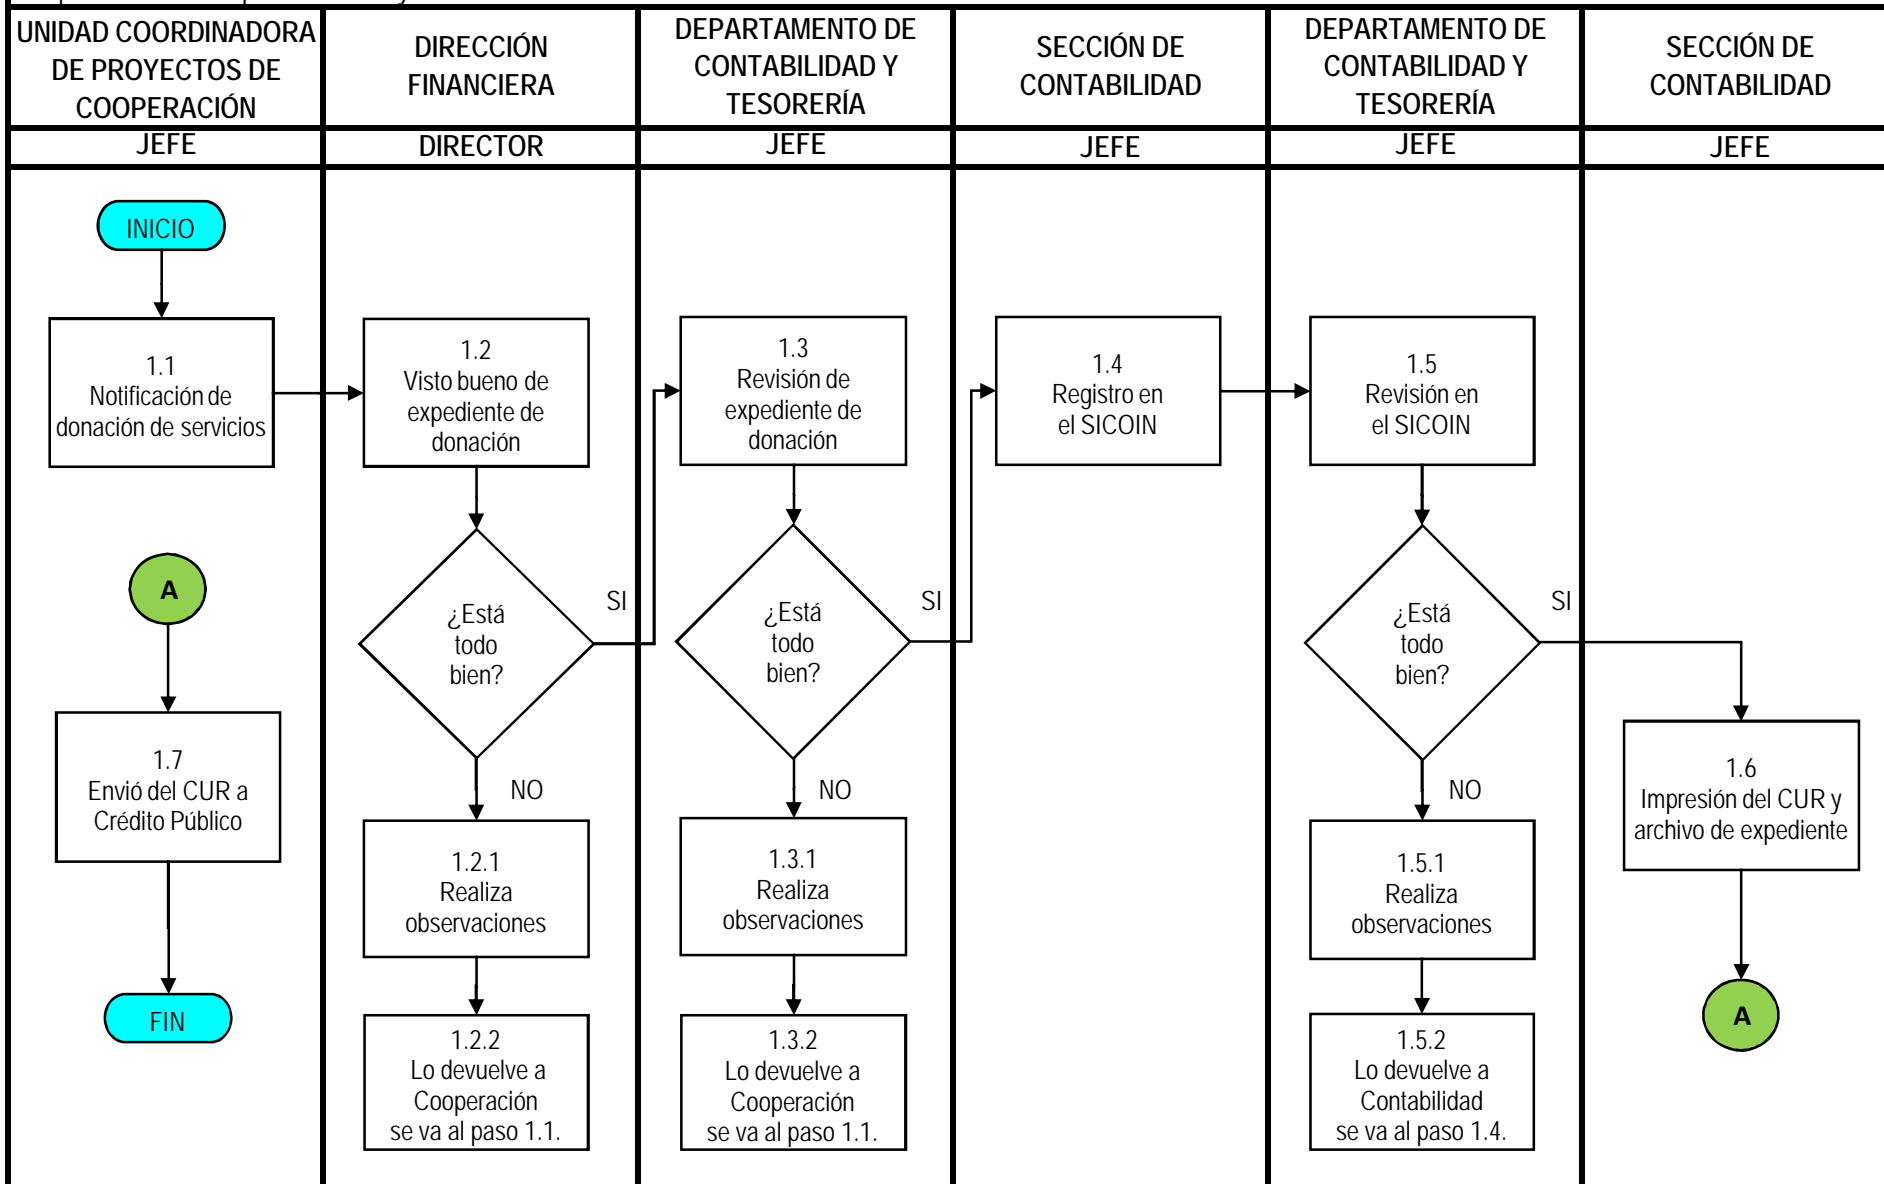 UNIDAD COORDINADORA
DE PROYECTOS DE
COOPERACIÓN
DIRECCIÓN
FINANCIERA
DEPARTAMENTO DE
CONTABILIDAD Y
TESORERÍA
SECCIÓN DE
CONTABILIDAD
DEPARTAMENTO DE
CONTABILIDAD Y
TESORERÍA
SECCIÓN DE
CONTABILIDAD
JEFE
DIRECTOR
JEFE
JEFE
JEFE
JEFE
INICIO
1.1
Notificación de
donación de servicios
A
1.7
Envió del CUR a
Crédito Público
FIN
1.2
Visto bueno de
expediente de
donación
¿Está
todo
bien?
SI
NO
1.2.1
Realiza
observaciones
1.2.2
Lo devuelve a
Cooperación
se va al paso 1.1.
1.3
Revisión de
expediente de
donación
¿Está
todo
bien?
SI
NO
1.3.1
Realiza
observaciones
1.3.2
Lo devuelve a
Cooperación
se va al paso 1.1.
1.4
Registro en
el SICOIN
1.5
Revisión en
el SICOIN
¿Está
todo
bien?
SI
NO
1.5.1
Realiza
observaciones
1.5.2
Lo devuelve a
Contabilidad
se va al paso 1.4.
1.6
Impresión del CUR y
archivo de expediente
A